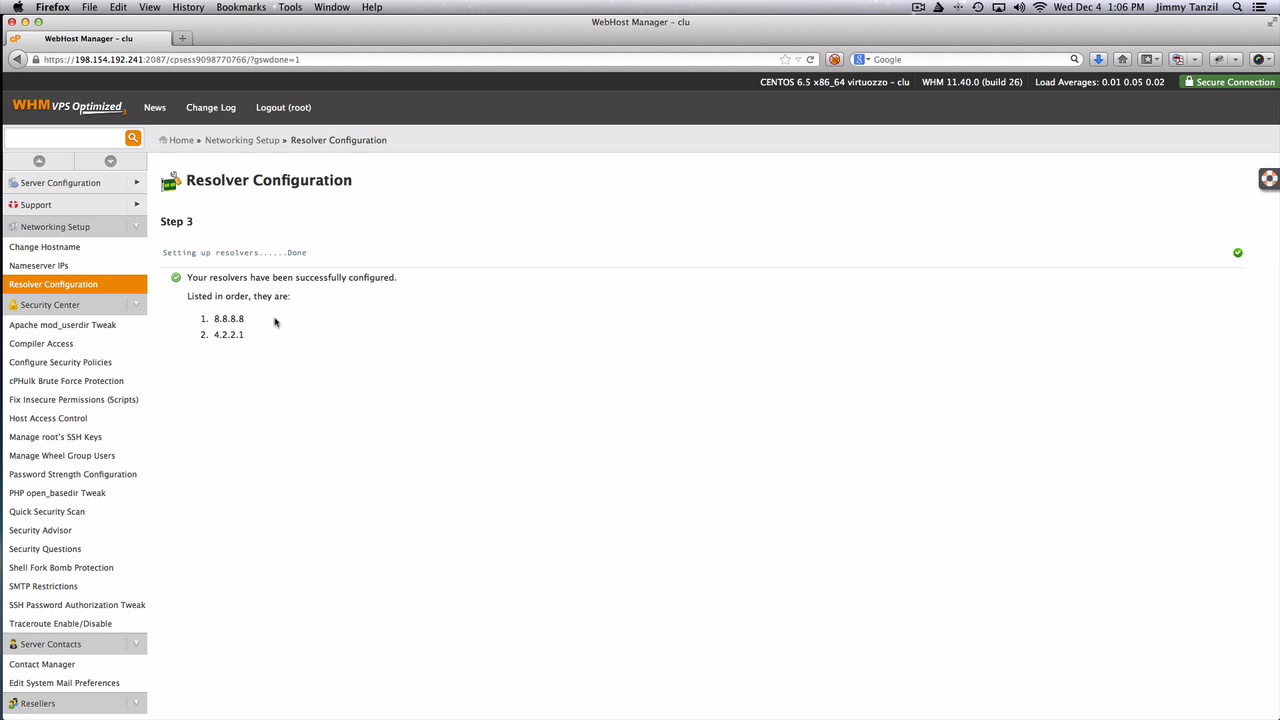 Firefox File Edit View History Bookmarks Tools Window Help Wed Dec 4 1:06 PM Jimmy Tanzil
WebHost Manager - clu
cP WebHost Manager - clu
https://198.154.192.241:2087/cpsess9098770766/?gswdone=1 Google
CENTOS 6.5 x86_64 virtuozzo - clu WHM 11.40.0 (build 26) Load Averages: 0.01 0.05 0.02 Secure Connection
WHM VPS Optimized News Change Log Logout (root)
Home » Networking Setup » Resolver Configuration
Server Configuration
Support
Networking Setup
Change Hostname
Nameserver IPs
Resolver Configuration
Security Center
Apache mod_userdir Tweak
Compiler Access
Configure Security Policies
cPHulk Brute Force Protection
Fix Insecure Permissions (Scripts)
Host Access Control
Manage root's SSH Keys
Manage Wheel Group Users
Password Strength Configuration
PHP open_basedir Tweak
Quick Security Scan
Security Advisor
Security Questions
Shell Fork Bomb Protection
SMTP Restrictions
SSH Password Authorization Tweak
Traceroute Enable/Disable
Server Contacts
Contact Manager
Edit System Mail Preferences
Resellers
Resolver Configuration
Step 3
Setting up resolvers......Done
Your resolvers have been successfully configured.
Listed in order, they are:
1. 8.8.8.8
2. 4.2.2.1